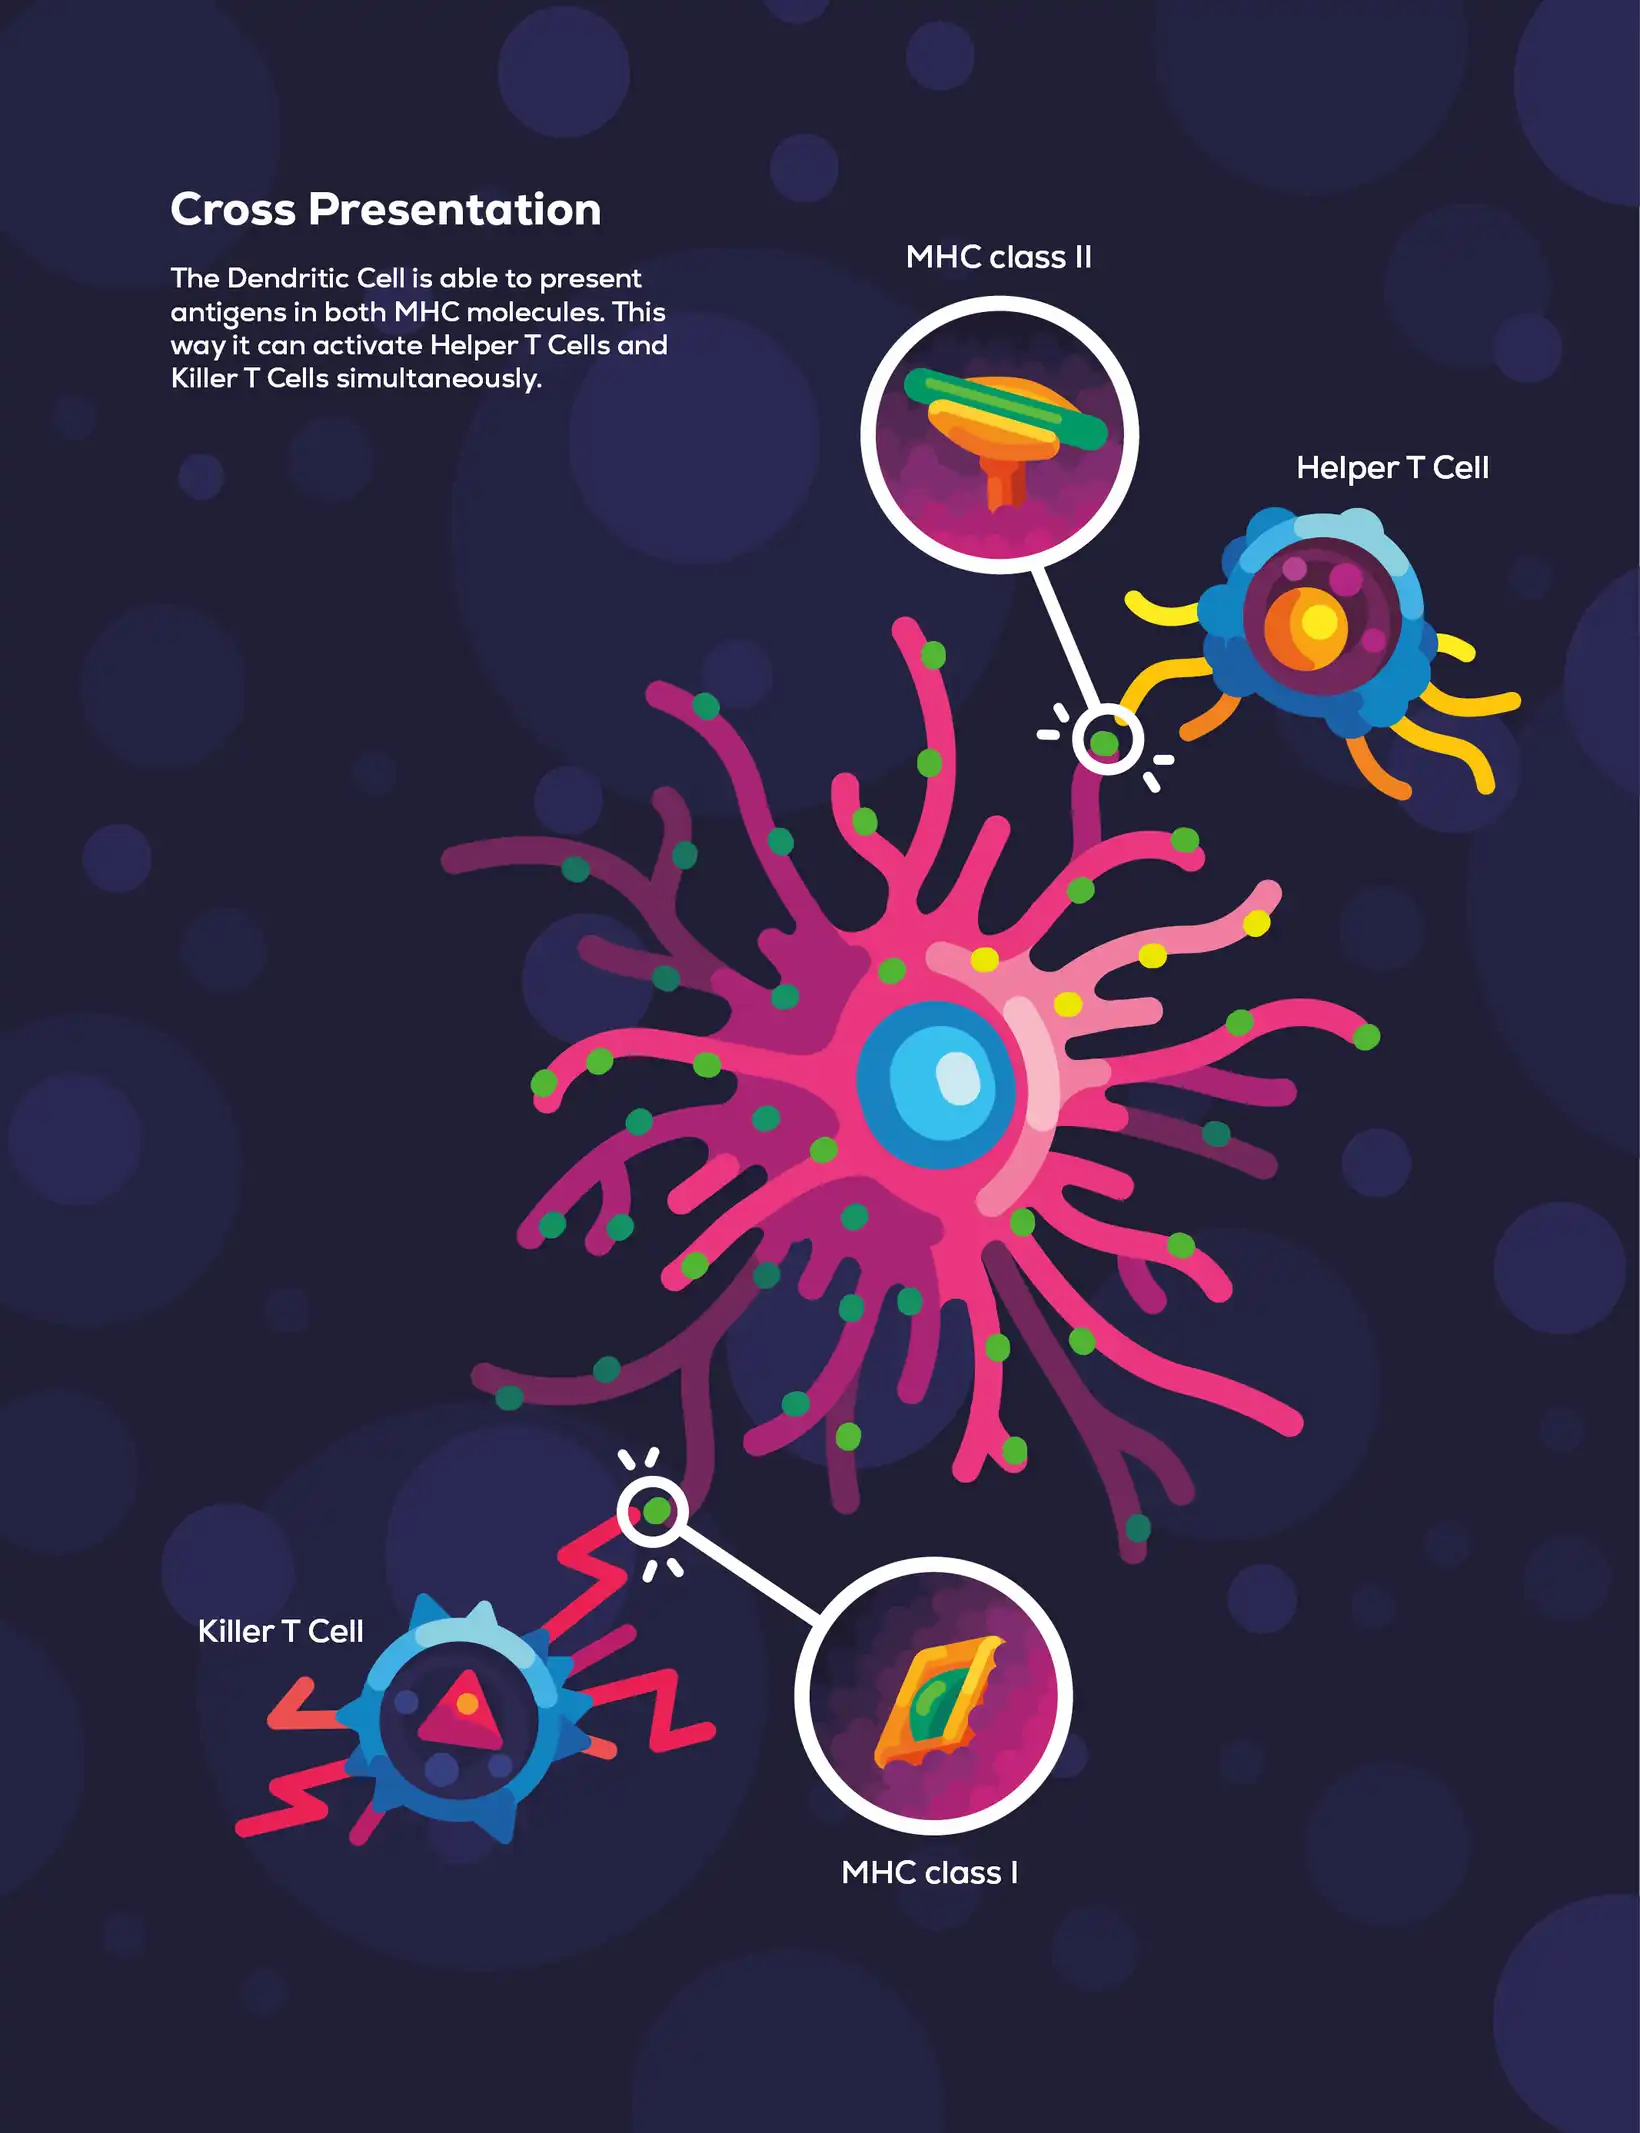 Cross Presentation
The Dendritic Cell is able to present
antigens in both MHC molecules. This
way it can activate Helper T Cells and
Killer T Cells simultaneously.
MHC class II
Helper T Cell
Killer T Cell
MHC class I